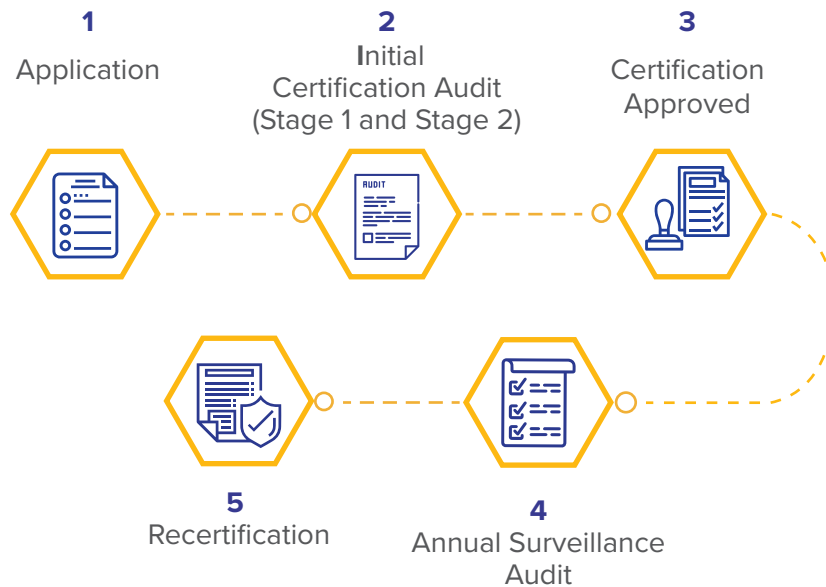 1
Application
2
Initial
Certification Audit
(Stage 1 and Stage 2)
3
Certification
Approved
AUDIT
4
Annual Surveillance
Audit
5
Recertification